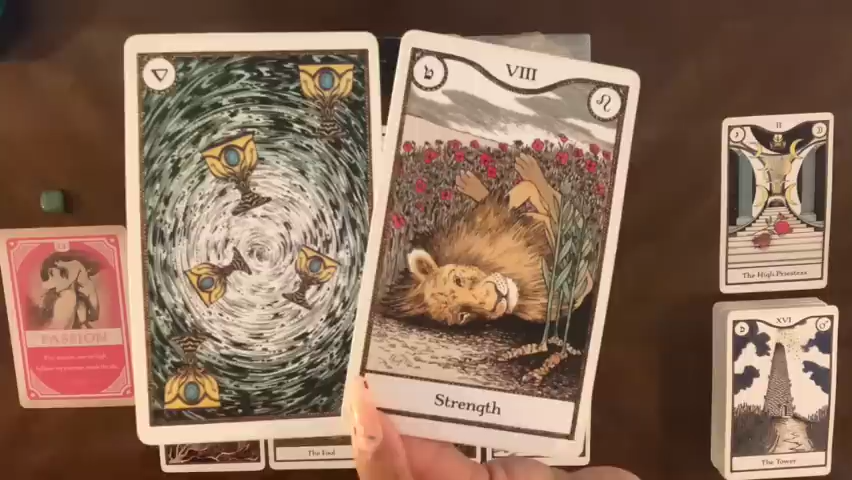 VIII
Strength
II
The High Priestess
XVI
The Tower
PASSION
The Fool